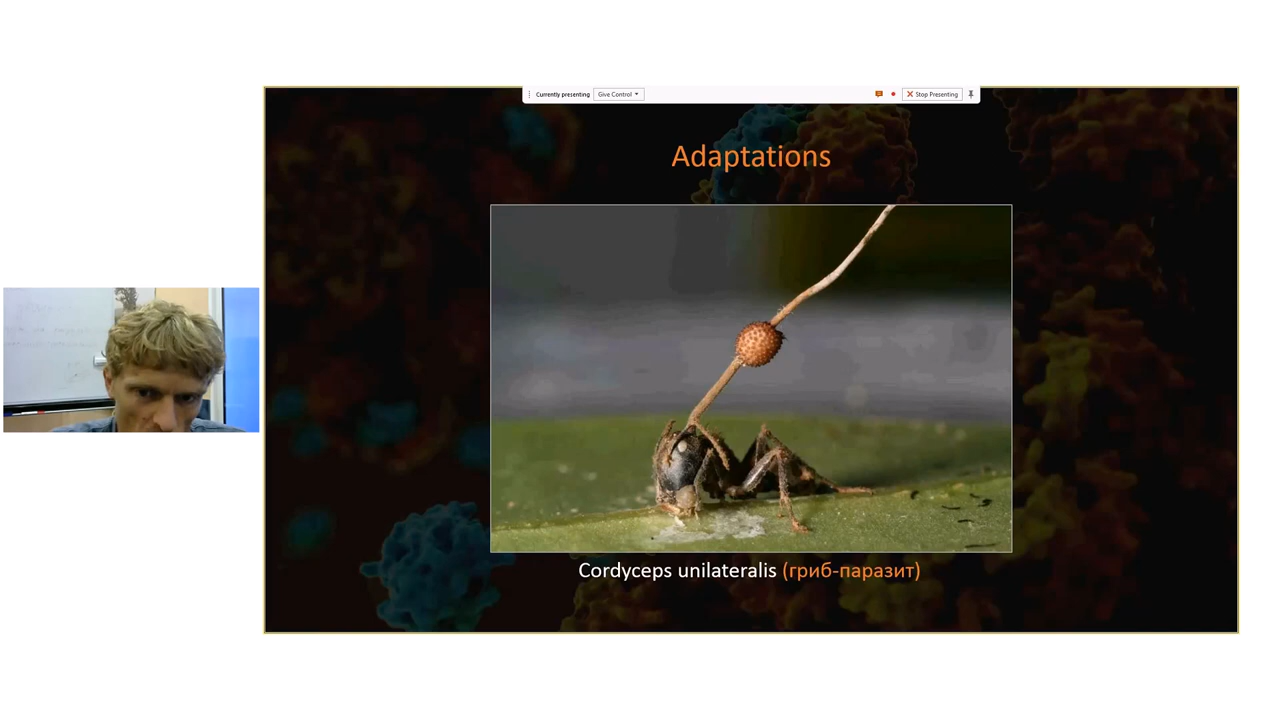 Currently presenting Give Control Stop Presenting
Adaptations
Cordyceps unilateralis (гриб-паразит)